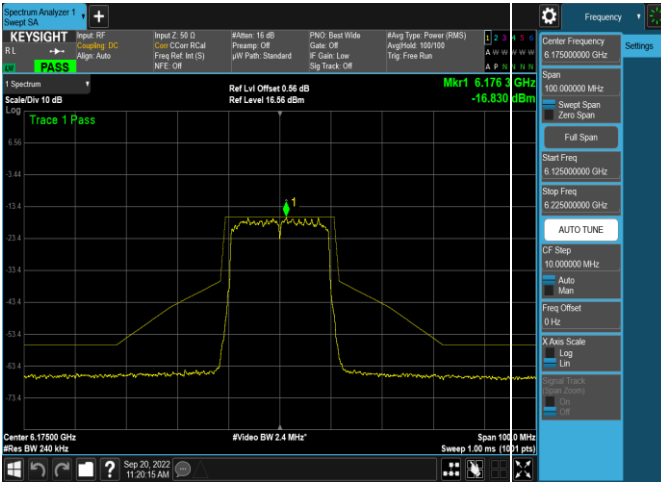 Spectrum Analyzer 1
Swept SA
Frequency
KEYSIGHT
RL
PASS
Input: RF
Coupling: DC
Align: Auto
Input Z: 50 Ω
Corr CCorr RCal
Freq Ref: Int (S)
NFE: Off
#Atten: 16 dB
Preamp: Off
µW Path: Standard
PNO: Best Wide
Gate: Off
IF Gain: Low
Sig Track: Off
#Avg Type: Power (RMS)
Avg|Hold: 100/100
Trig: Free Run
1 2 3 4 5 6
A W W W W W
A P N N N N
1 Spectrum
Scale/Div 10 dB
Log
Ref Lvl Offset 0.56 dB
Ref Level 16.56 dBm
Mkr1 6.176 3 GHz
-16.830 dBm
Trace 1 Pass
1
6.56
-3.44
-13.4
-23.4
-33.4
-43.4
-53.4
-63.4
-73.4
Center 6.17500 GHz
#Res BW 240 kHz
#Video BW 2.4 MHz*
Span 100.0 MHz
Sweep 1.00 ms (1001 pts)
Sep 20, 2022
11:20:15 AM
Center Frequency
6.175000000 GHz
Settings
Span
100.000000 MHz
Swept Span
Zero Span
Full Span
Start Freq
6.125000000 GHz
Stop Freq
6.225000000 GHz
AUTO TUNE
CF Step
10.000000 MHz
Auto
Man
Freq Offset
0 Hz
X Axis Scale
Log
Lin
Signal Track
(Span Zoom)
On
Off